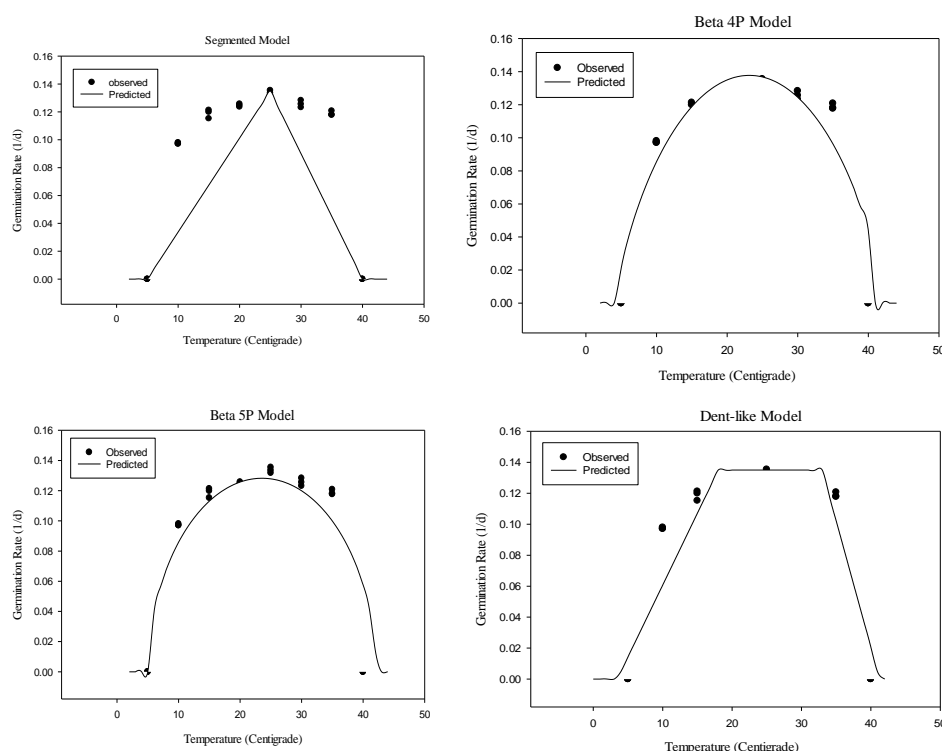 Segmented Model
observed
Predicted
Germination Rate (1/d)
0.16
0.14
0.12
0.10
0.08
0.06
0.04
0.02
0.00
0 10 20 30 40 50
Temperature (Centigrade)
Beta 4P Model
Observed
Predicted
Germination Rate (1/d)
0.16
0.14
0.12
0.10
0.08
0.06
0.04
0.02
0.00
0 10 20 30 40 50
Temperature (Centigrade)
Beta 5P Model
Observed
Predicted
Germination Rate (1/d)
0.16
0.14
0.12
0.10
0.08
0.06
0.04
0.02
0.00
0 10 20 30 40 50
Temperature (Centigrade)
Dent-like Model
Observed
Predicted
Germination Rate (1/d)
0.16
0.14
0.12
0.10
0.08
0.06
0.04
0.02
0.00
0 10 20 30 40 50
Temperature (Centigrade)